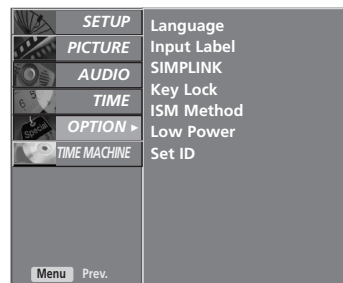 SETUP
PICTURE
AUDIO
TIME
OPTION ►
TIME MACHINE
Language
Input Label
SIMPLINK
Key Lock
ISM Method
Low Power
Set ID
Menu Prev.